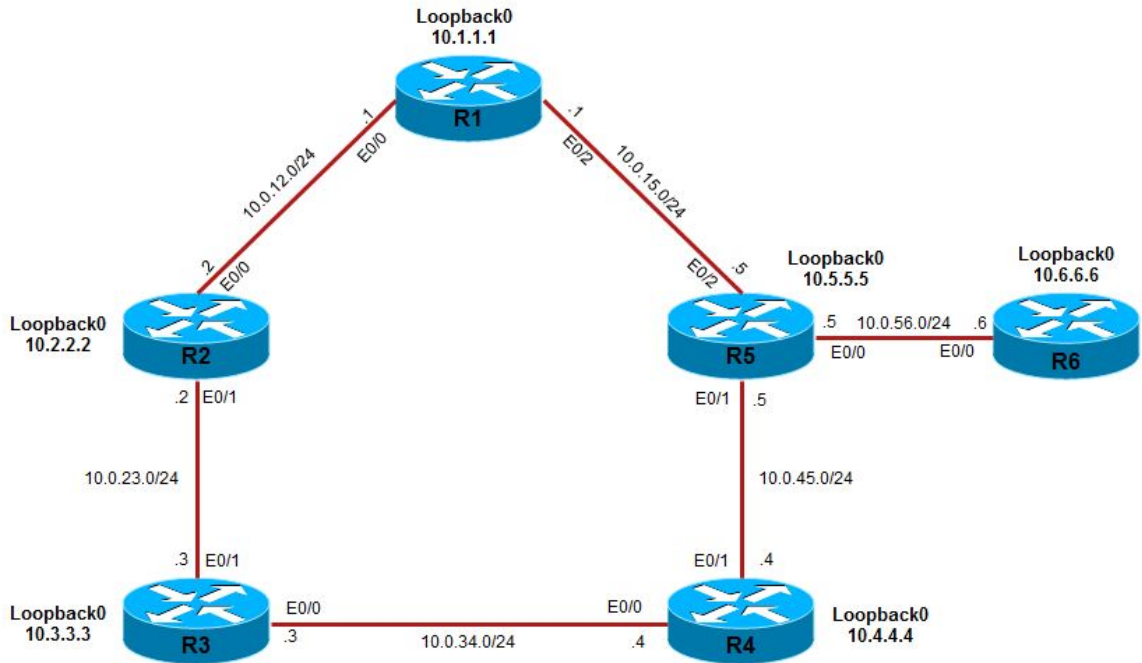 Loopback0
10.1.1.1
R1
.1
E0/0
.1
E0/2
10.0.12.0/24
10.0.15.0/24
.2
E0/0
.5
E0/2
Loopback0
10.2.2.2
R2
Loopback0
10.5.5.5
R5
.5
E0/0
10.0.56.0/24
.6
E0/0
Loopback0
10.6.6.6
R6
.2
E0/1
E0/1
.5
10.0.23.0/24
10.0.45.0/24
.3
E0/1
E0/1
.4
Loopback0
10.3.3.3
R3
E0/0
.3
10.0.34.0/24
E0/0
.4
R4
Loopback0
10.4.4.4